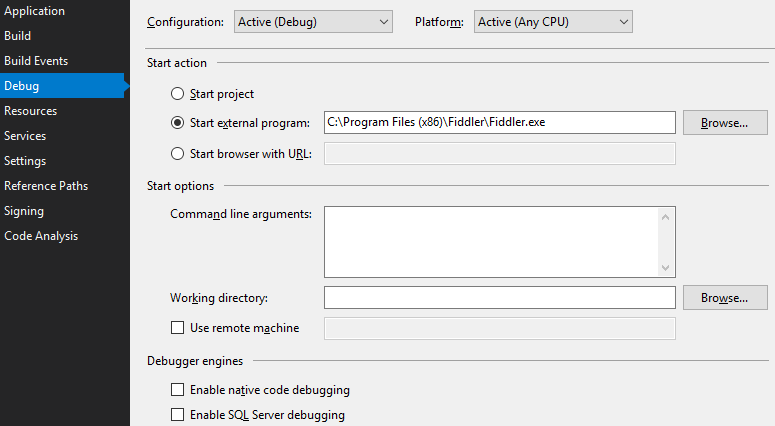 Application
Build
Build Events
Debug
Resources
Services
Settings
Reference Paths
Signing
Code Analysis
Configuration: Active (Debug) Platform: Active (Any CPU)
Start action
Start project
Start external program: C:\Program Files (x86)\Fiddler\Fiddler.exe Browse...
Start browser with URL:
Start options
Command line arguments:
Working directory: Browse...
Use remote machine
Debugger engines
Enable native code debugging
Enable SQL Server debugging